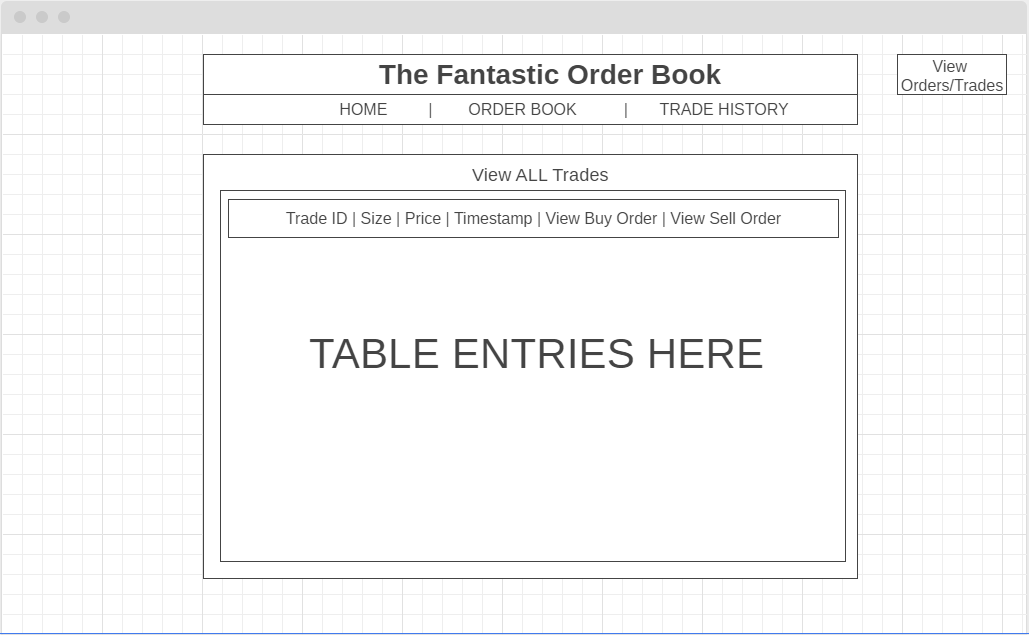 The Fantastic Order Book
View
Orders/Trades
HOME | ORDER BOOK | TRADE HISTORY
View ALL Trades
Trade ID | Size | Price | Timestamp | View Buy Order | View Sell Order
TABLE ENTRIES HERE